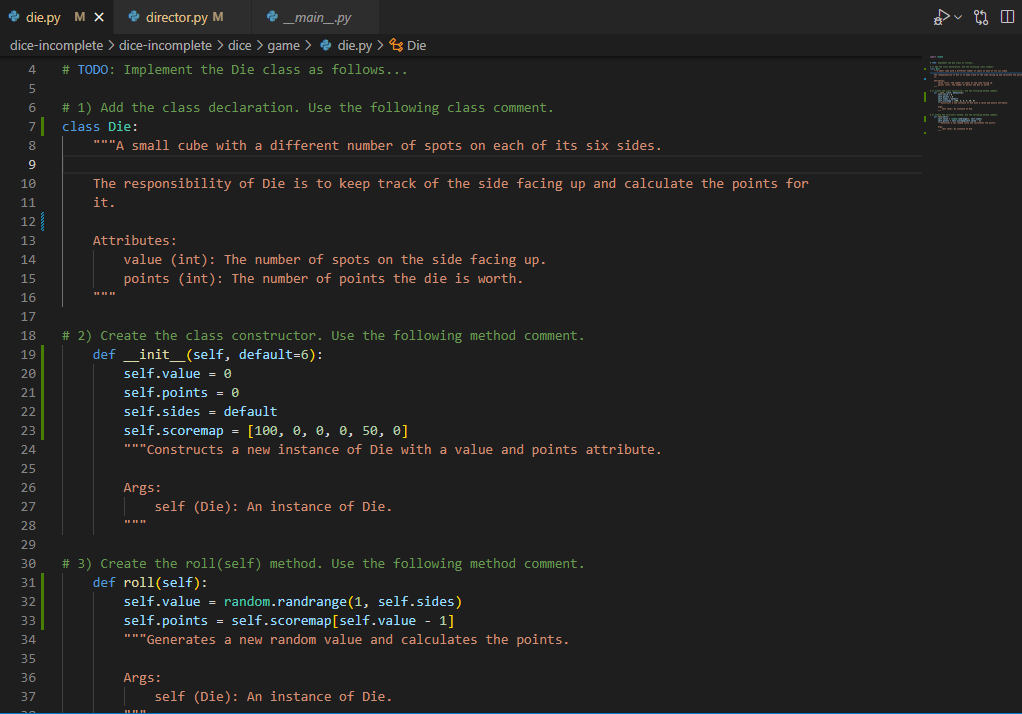 die.py M × director.py M __main__.py
dice-incomplete > dice-incomplete > dice > game > die.py > Die
4 # TODO: Implement the Die class as follows...
5
6 # 1) Add the class declaration. Use the following class comment.
7 class Die:
8     """A small cube with a different number of spots on each of its six sides.
9
10     The responsibility of Die is to keep track of the side facing up and calculate the points for
11     it.
12
13     Attributes:
14         value (int): The number of spots on the side facing up.
15         points (int): The number of points the die is worth.
16     """
17
18 # 2) Create the class constructor. Use the following method comment.
19     def __init__(self, default=6):
20         self.value = 0
21         self.points = 0
22         self.sides = default
23         self.scoremap = [100, 0, 0, 0, 50, 0]
24         """Constructs a new instance of Die with a value and points attribute.
25
26         Args:
27             self (Die): An instance of Die.
28         """
29
30 # 3) Create the roll(self) method. Use the following method comment.
31     def roll(self):
32         self.value = random.randrange(1, self.sides)
33         self.points = self.scoremap[self.value - 1]
34         """Generates a new random value and calculates the points.
35
36         Args:
37             self (Die): An instance of Die.
38         """